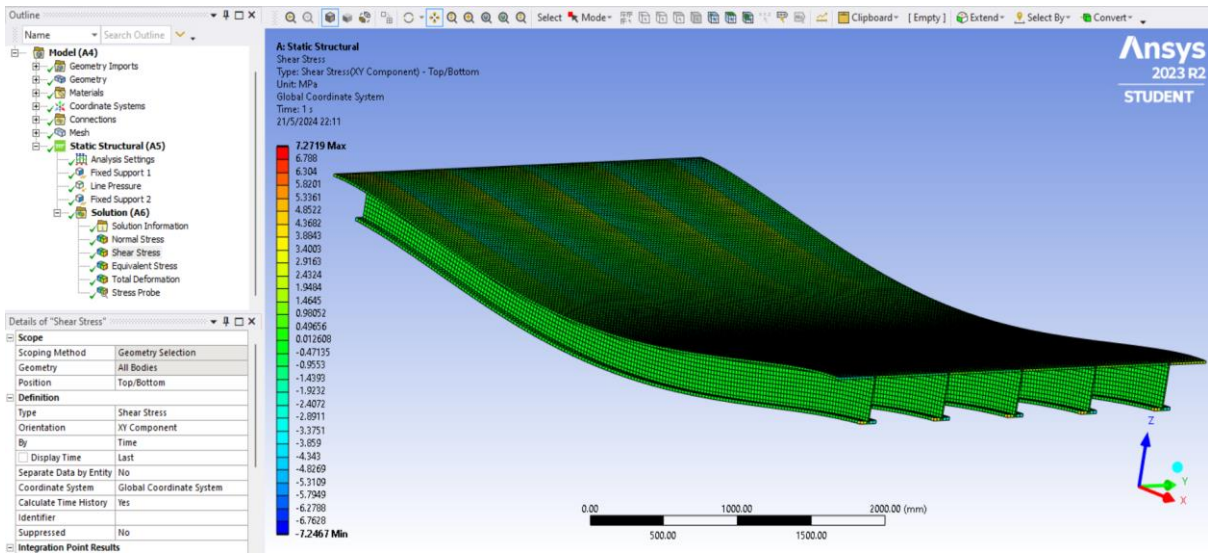 Outline
Name
Search Outline
Model (A4)
Geometry Imports
Geometry
Materials
Coordinate Systems
Connections
Mesh
Static Structural (A5)
Analysis Settings
Fixed Support 1
Line Pressure
Fixed Support 2
Solution (A6)
Solution Information
Normal Stress
Shear Stress
Equivalent Stress
Total Deformation
Stress Probe
Details of "Shear Stress"
Scope
Scoping Method Geometry Selection
Geometry All Bodies
Position Top/Bottom
Definition
Type Shear Stress
Orientation XY Component
By Time
Display Time Last
Separate Data by Entity No
Coordinate System Global Coordinate System
Calculate Time History Yes
Identifier
Suppressed No
Integration Point Results
Select Mode Clipboard [ Empty ] Extend Select By Convert
A: Static Structural
Shear Stress
Type: Shear Stress(XY Component) - Top/Bottom
Unit: MPa
Global Coordinate System
Time: 1 s
21/5/2024 22:11
7.2719 Max
6.788
6.304
5.8201
5.3361
4.8522
4.3682
3.8843
3.4003
2.9163
2.4324
1.9484
1.4645
0.98052
0.49656
0.012608
-0.47135
-0.9553
-1.4393
-1.9232
-2.4072
-2.8911
-3.3751
-3.859
-4.343
-4.8269
-5.3109
-5.7949
-6.2788
-6.7628
-7.2467 Min
Ansys
2023 R2
STUDENT
0.00 1000.00 2000.00 (mm)
500.00 1500.00
Z
Y
X